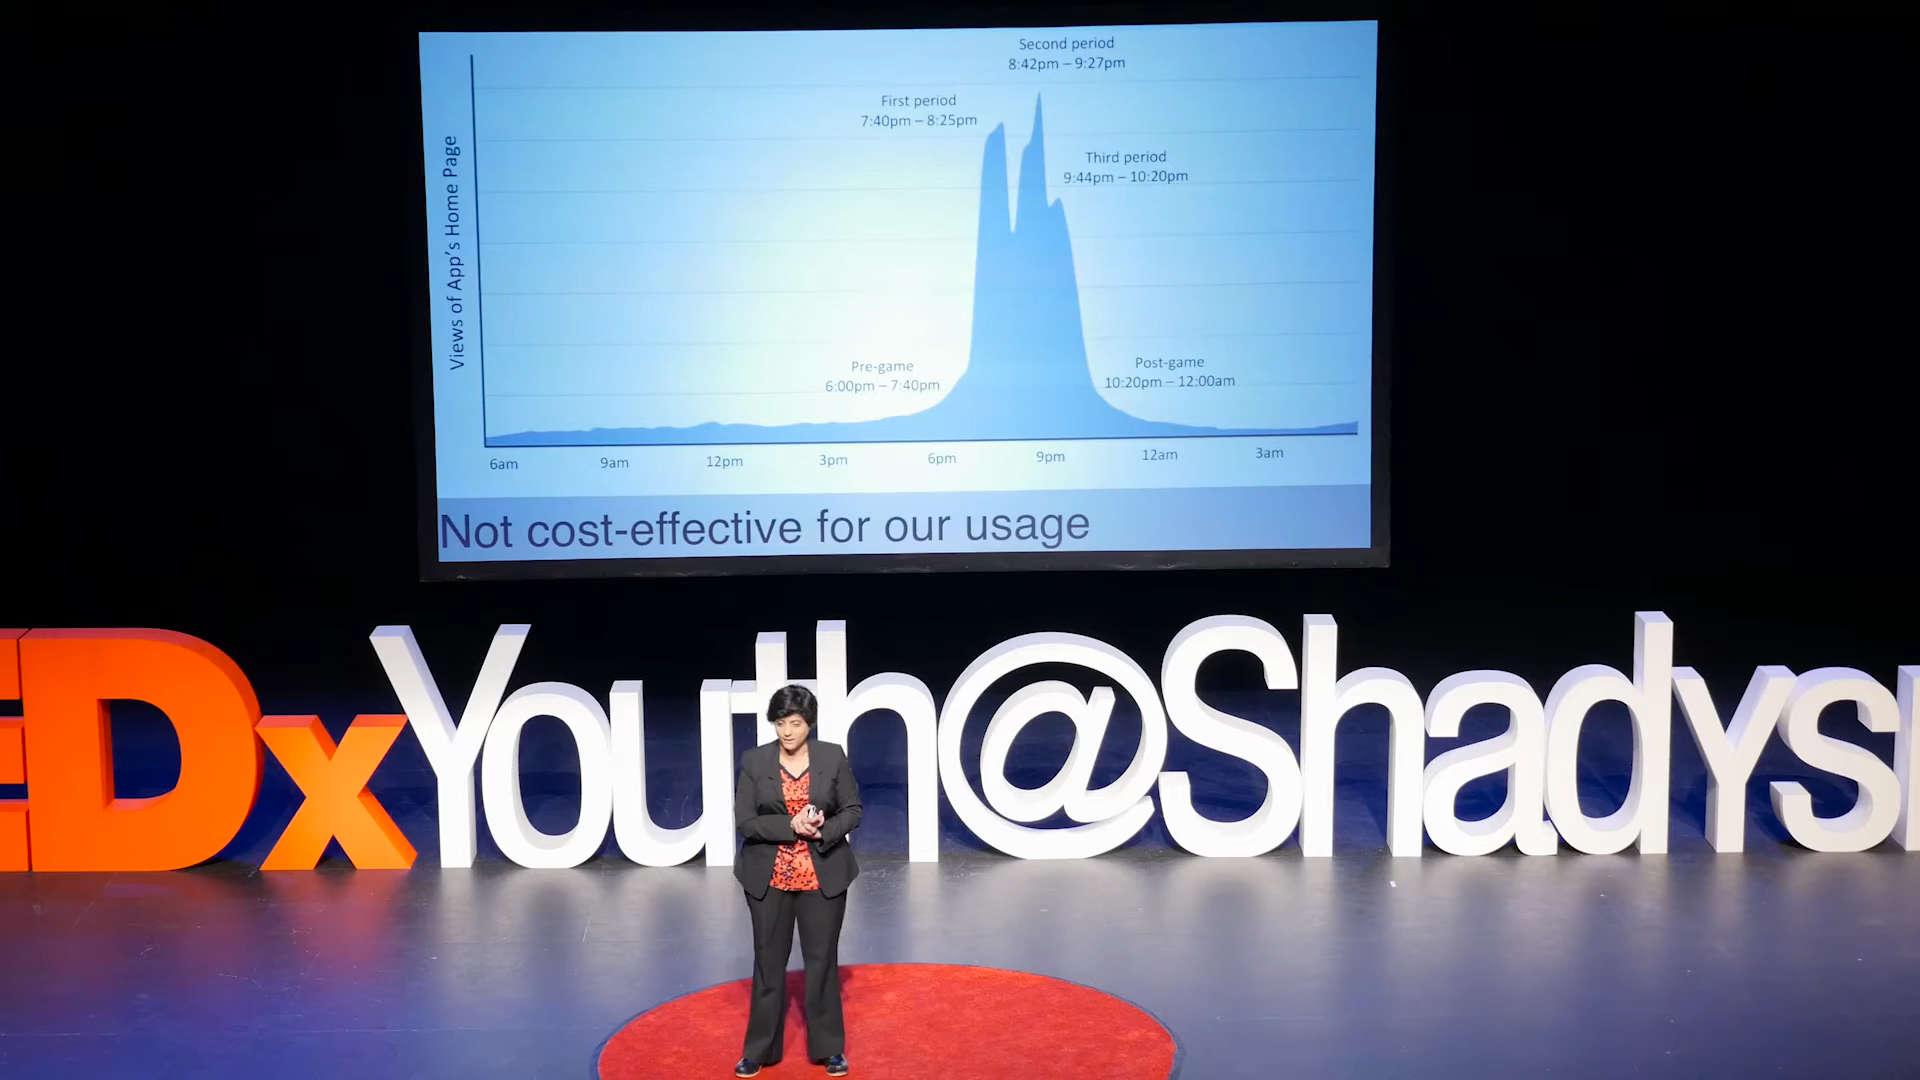 Second period
8:42pm – 9:27pm
First period
7:40pm – 8:25pm
Third period
9:44pm – 10:20pm
Views of App's Home Page
Pre-game
6:00pm – 7:40pm
Post-game
10:20pm – 12:00am
6am 9am 12pm 3pm 6pm 9pm 12am 3am
Not cost-effective for our usage
EDxYouth@Shadys